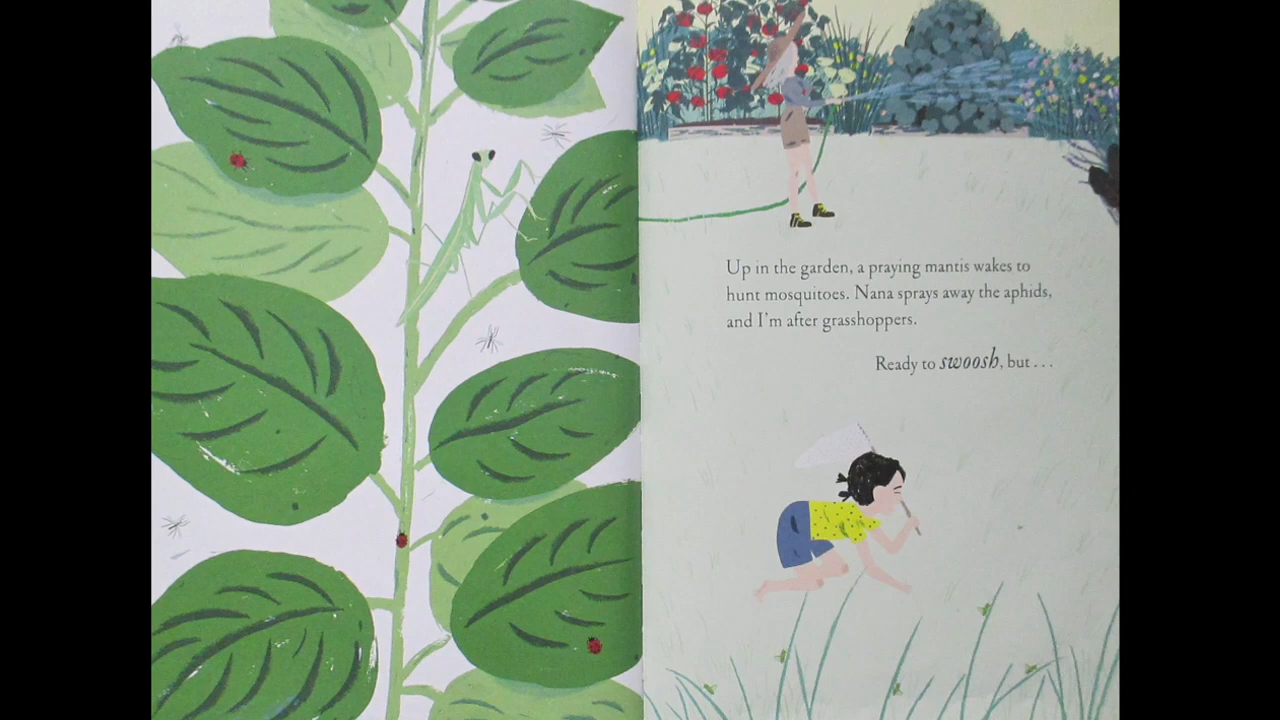 Up in the garden, a praying mantis wakes to
hunt mosquitoes. Nana sprays away the aphids,
and I'm after grasshoppers.
Ready to swoosh, but . . .